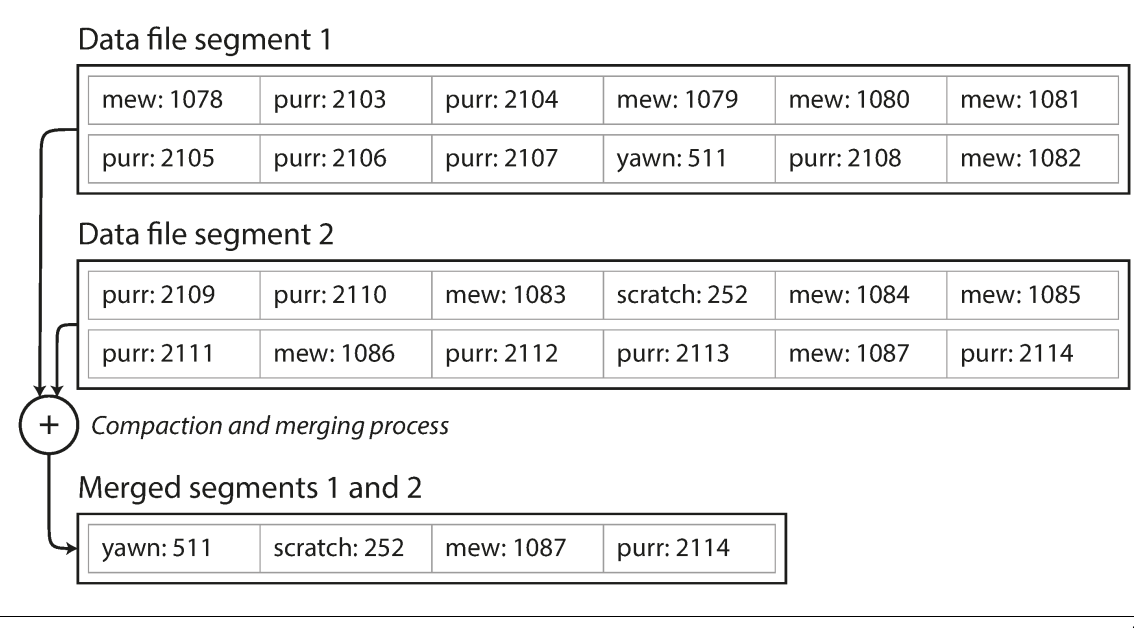 Data file segment 1
mew: 1078 purr: 2103 purr: 2104 mew: 1079 mew: 1080 mew: 1081
purr: 2105 purr: 2106 purr: 2107 yawn: 511 purr: 2108 mew: 1082
Data file segment 2
purr: 2109 purr: 2110 mew: 1083 scratch: 252 mew: 1084 mew: 1085
purr: 2111 mew: 1086 purr: 2112 purr: 2113 mew: 1087 purr: 2114
+ Compaction and merging process
Merged segments 1 and 2
yawn: 511 scratch: 252 mew: 1087 purr: 2114